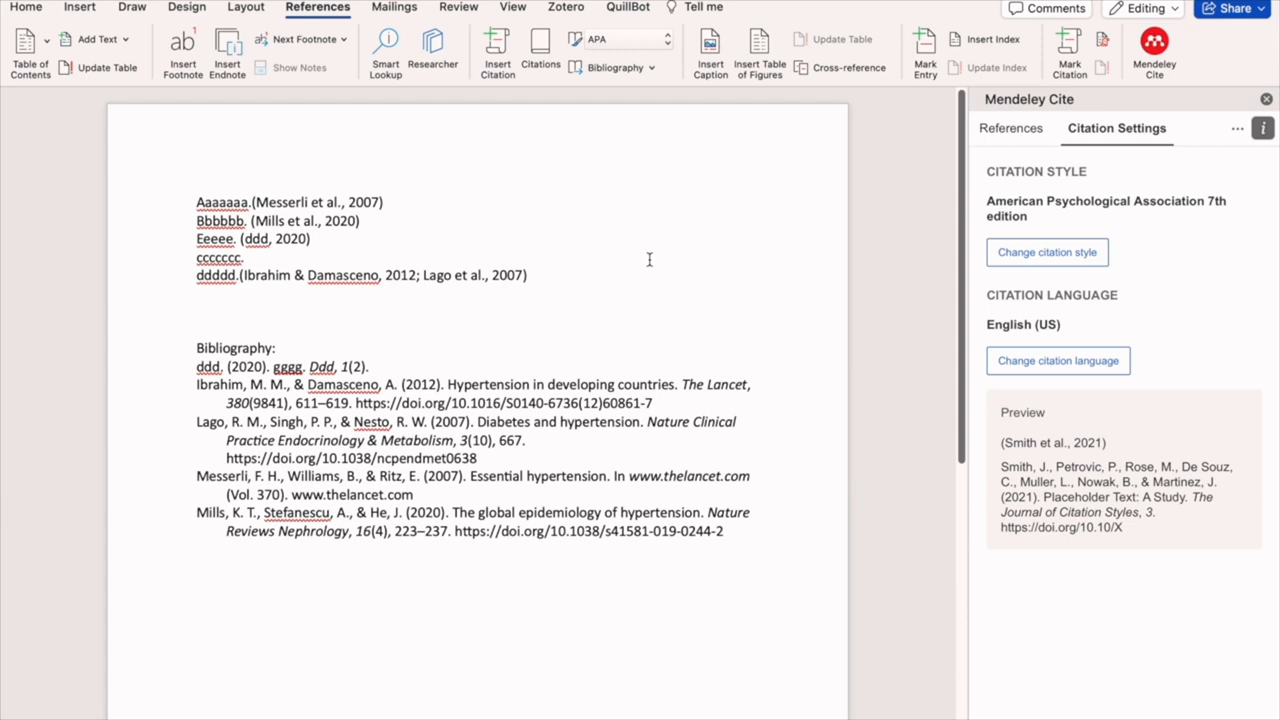 Home Insert Draw Design Layout References Mailings Review View Zotero QuillBot Tell me Comments Editing Share
Table of Contents
Add Text
Update Table
ab
Insert Footnote
Insert Endnote
ab Next Footnote
Show Notes
Smart Lookup
Researcher
Insert Citation
Citations
APA
Bibliography
Insert Caption
Insert Table of Figures
Update Table
Cross-reference
Mark Entry
Insert Index
Update Index
Mark Citation
Mendeley Cite
Aaaaaaa.(Messerli et al., 2007)
Bbbbbb. (Mills et al., 2020)
Eeeee. (ddd, 2020)
ccccccc.
ddddd.(Ibrahim & Damasceno, 2012; Lago et al., 2007)
Bibliography:
ddd. (2020). gggg. Ddd, 1(2).
Ibrahim, M. M., & Damasceno, A. (2012). Hypertension in developing countries. The Lancet,
380(9841), 611–619. https://doi.org/10.1016/S0140-6736(12)60861-7
Lago, R. M., Singh, P. P., & Nesto, R. W. (2007). Diabetes and hypertension. Nature Clinical
Practice Endocrinology & Metabolism, 3(10), 667.
https://doi.org/10.1038/ncpendmet0638
Messerli, F. H., Williams, B., & Ritz, E. (2007). Essential hypertension. In www.thelancet.com
(Vol. 370). www.thelancet.com
Mills, K. T., Stefanescu, A., & He, J. (2020). The global epidemiology of hypertension. Nature
Reviews Nephrology, 16(4), 223–237. https://doi.org/10.1038/s41581-019-0244-2
Mendeley Cite
References Citation Settings ... i
CITATION STYLE
American Psychological Association 7th
edition
Change citation style
CITATION LANGUAGE
English (US)
Change citation language
Preview
(Smith et al., 2021)
Smith, J., Petrovic, P., Rose, M., De Souz,
C., Muller, L., Nowak, B., & Martinez, J.
(2021). Placeholder Text: A Study. The
Journal of Citation Styles, 3.
https://doi.org/10.10/X